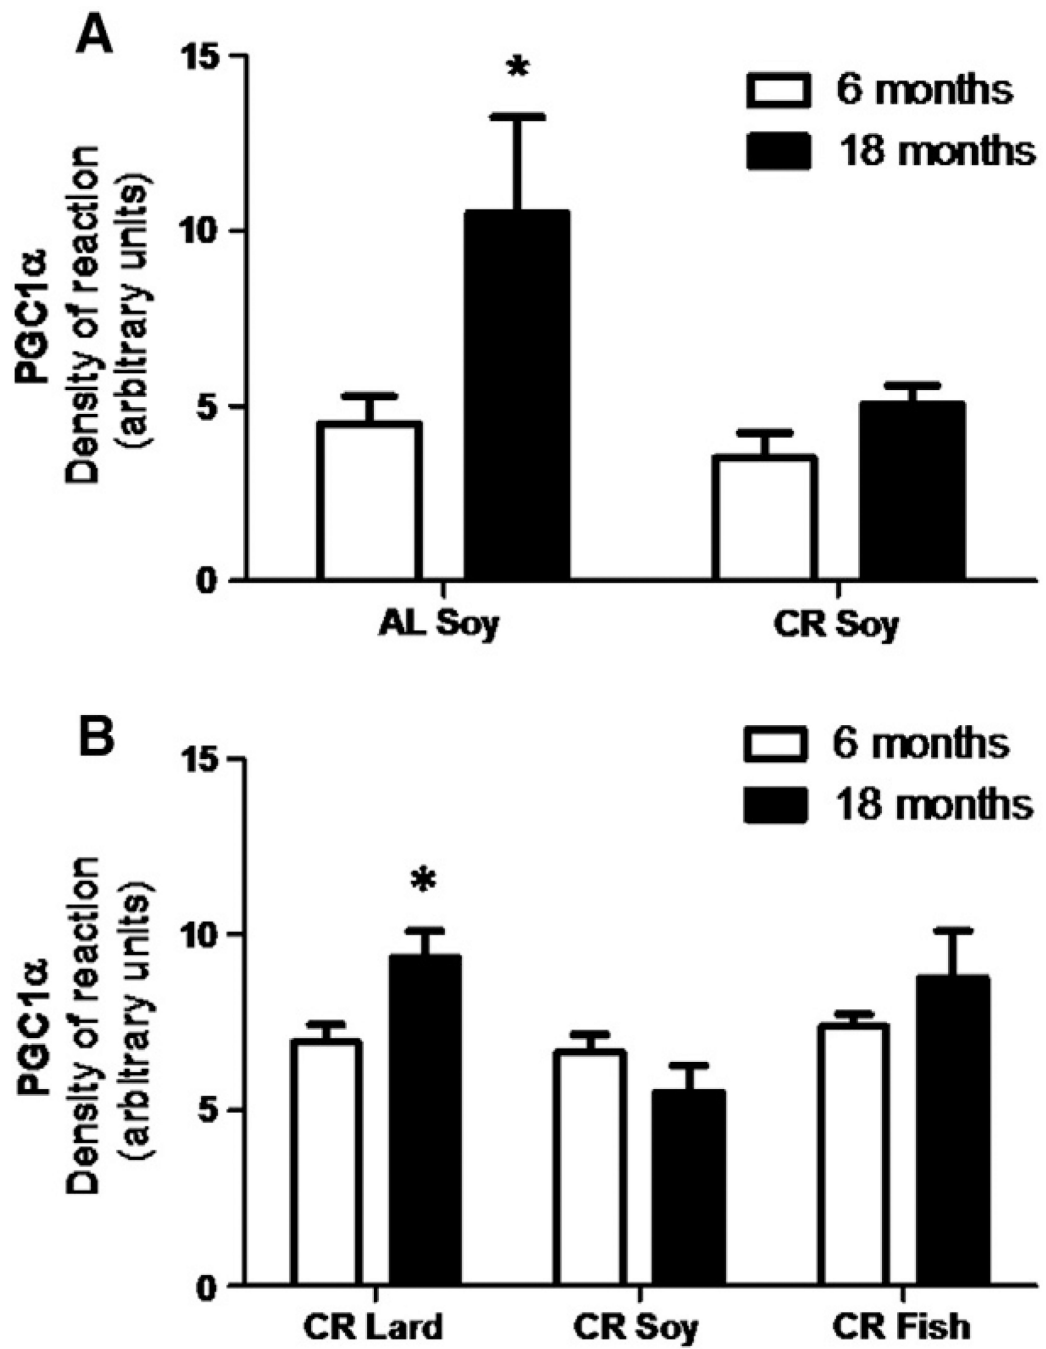 A
15
10
5
0
PGC1α
Density of reaction
(arbitrary units)
*
6 months
18 months
AL Soy
CR Soy
B
15
10
5
0
PGC1α
Density of reaction
(arbitrary units)
*
6 months
18 months
CR Lard
CR Soy
CR Fish